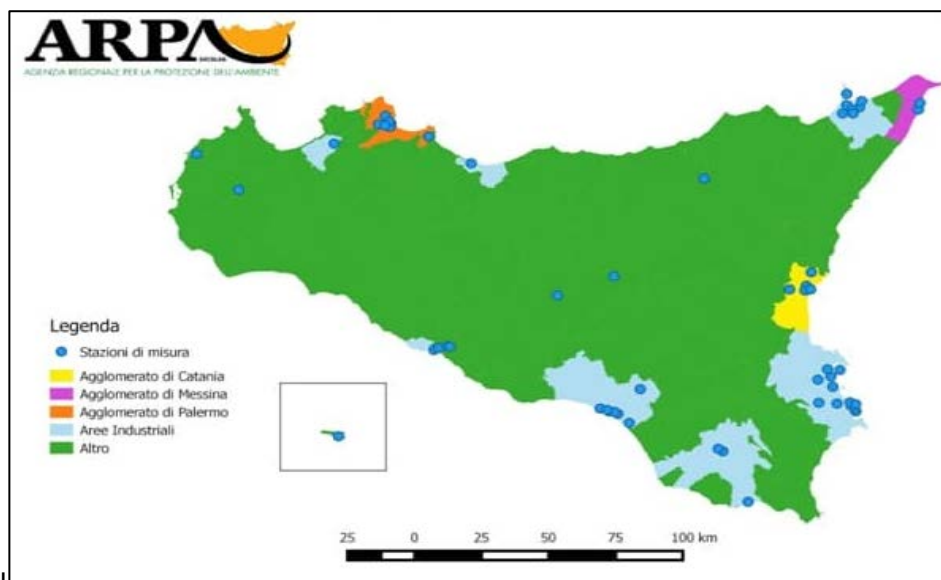 ARPA
SICILIA
AGENZIA REGIONALE PER LA PROTEZIONE DELL'AMBIENTE
Legenda
Stazioni di misura
Agglomerato di Catania
Agglomerato di Messina
Agglomerato di Palermo
Aree Industriali
Altro
25 0 25 50 75 100 km